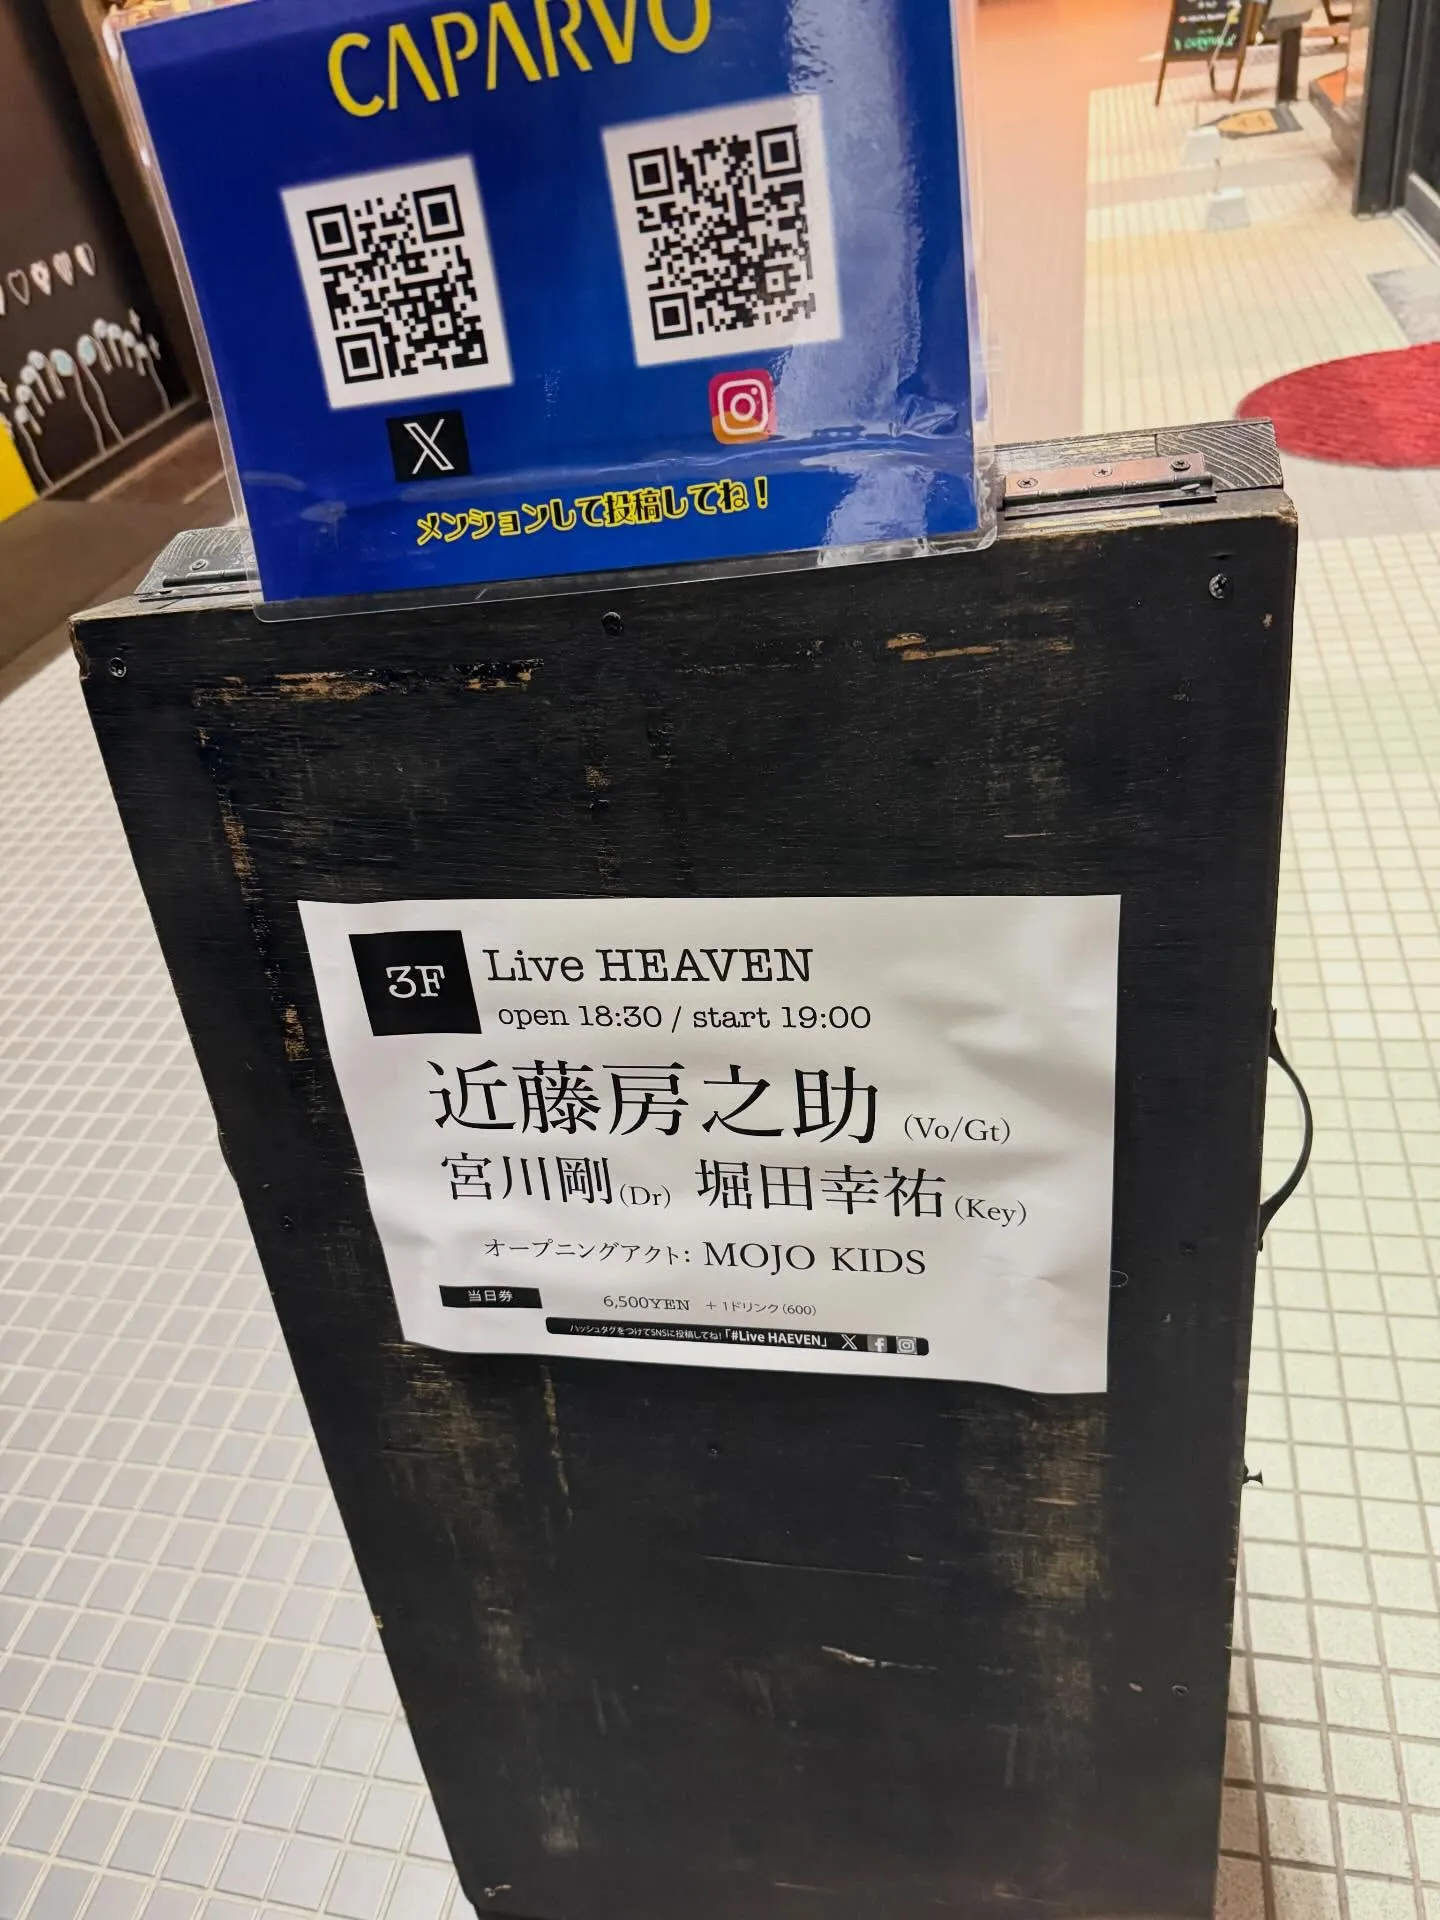 CAPARVO
X
メンションして投稿してね！
3F
Live HEAVEN
open 18:30 / start 19:00
近藤房之助 (Vo/Gt)
宮川剛(Dr) 堀田幸祐(Key)
オープニングアクト: MOJO KIDS
当日券 6,500YEN +1ドリンク(600)
ハッシュタグをつけてSNSに投稿してね!「#Live HAEVEN」 X f